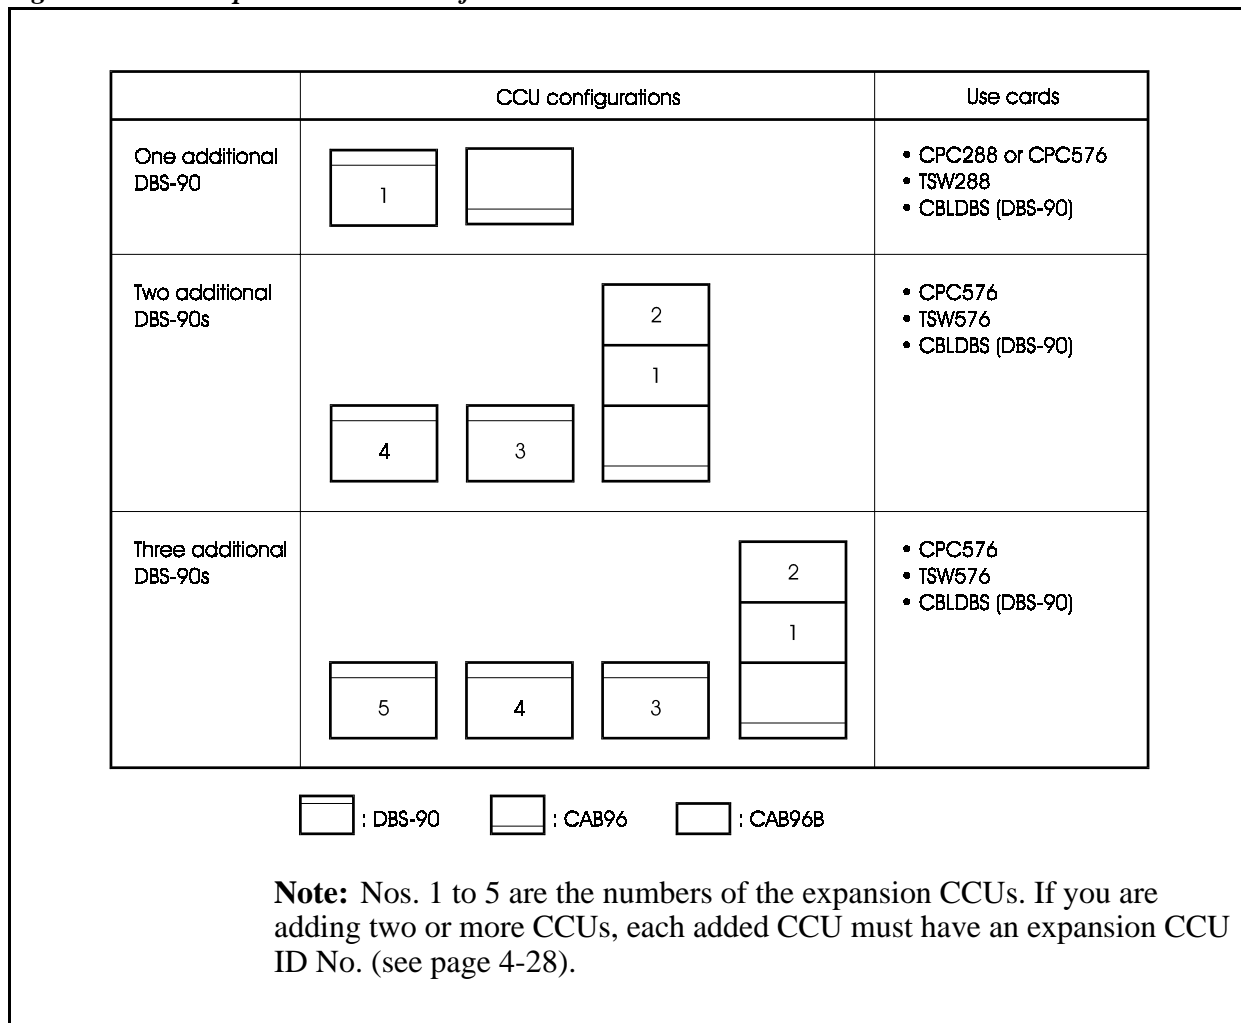 CCU configurations
Use cards
One additional
DBS-90
1
• CPC288 or CPC576
• TSW288
• CBLDBS (DBS-90)
Two additional
DBS-90s
2
1
4
3
• CPC576
• TSW576
• CBLDBS (DBS-90)
Three additional
DBS-90s
2
1
5
4
3
• CPC576
• TSW576
• CBLDBS (DBS-90)
: DBS-90
: CAB96
: CAB96B
Note: Nos. 1 to 5 are the numbers of the expansion CCUs. If you are
adding two or more CCUs, each added CCU must have an expansion CCU
ID No. (see page 4-28).